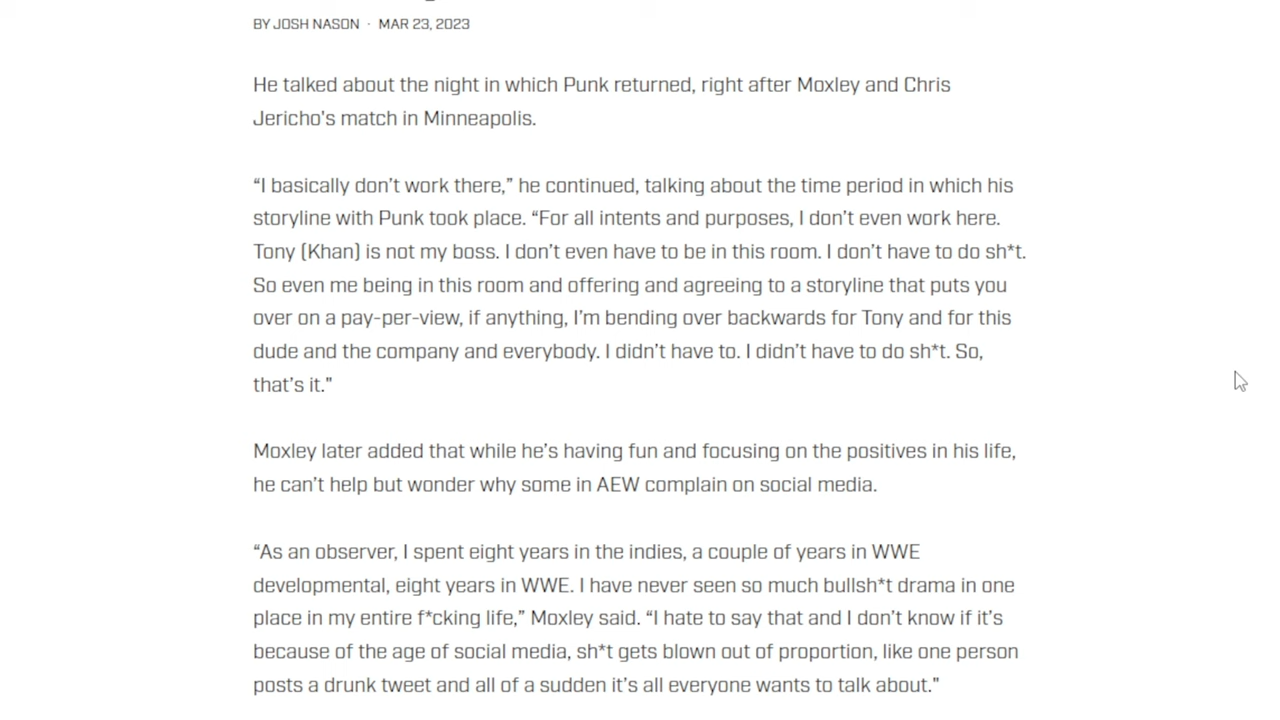 BY JOSH NASON · MAR 23, 2023
He talked about the night in which Punk returned, right after Moxley and Chris
Jericho's match in Minneapolis.
“I basically don’t work there,” he continued, talking about the time period in which his
storyline with Punk took place. “For all intents and purposes, I don’t even work here.
Tony (Khan) is not my boss. I don’t even have to be in this room. I don’t have to do sh*t.
So even me being in this room and offering and agreeing to a storyline that puts you
over on a pay-per-view, if anything, I’m bending over backwards for Tony and for this
dude and the company and everybody. I didn’t have to. I didn’t have to do sh*t. So,
that’s it."
Moxley later added that while he’s having fun and focusing on the positives in his life,
he can’t help but wonder why some in AEW complain on social media.
“As an observer, I spent eight years in the indies, a couple of years in WWE
developmental, eight years in WWE. I have never seen so much bullsh*t drama in one
place in my entire f*cking life,” Moxley said. “I hate to say that and I don’t know if it’s
because of the age of social media, sh*t gets blown out of proportion, like one person
posts a drunk tweet and all of a sudden it’s all everyone wants to talk about."